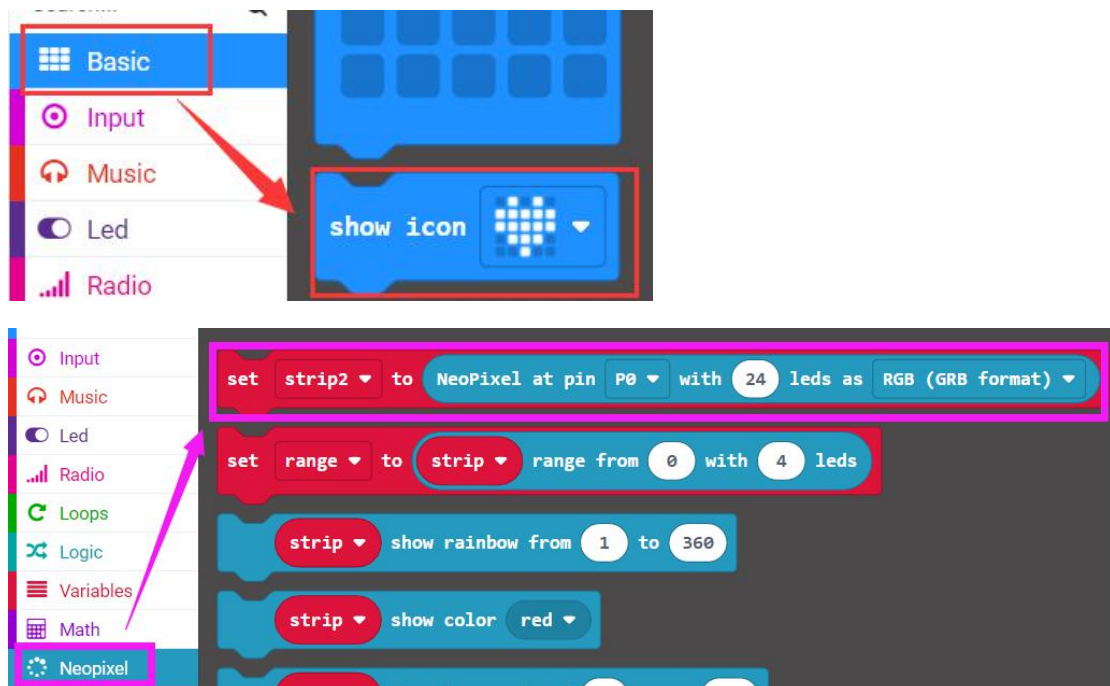 Basic
Input
Music
show icon
Led
Radio
Input
set strip2 to NeoPixel at pin P0 with 24 leds as RGB (GRB format)
Music
Led
set range to strip range from 0 with 4 leds
Radio
Loops
strip show rainbow from 1 to 360
Logic
Variables
strip show color red
Math
Neopixel